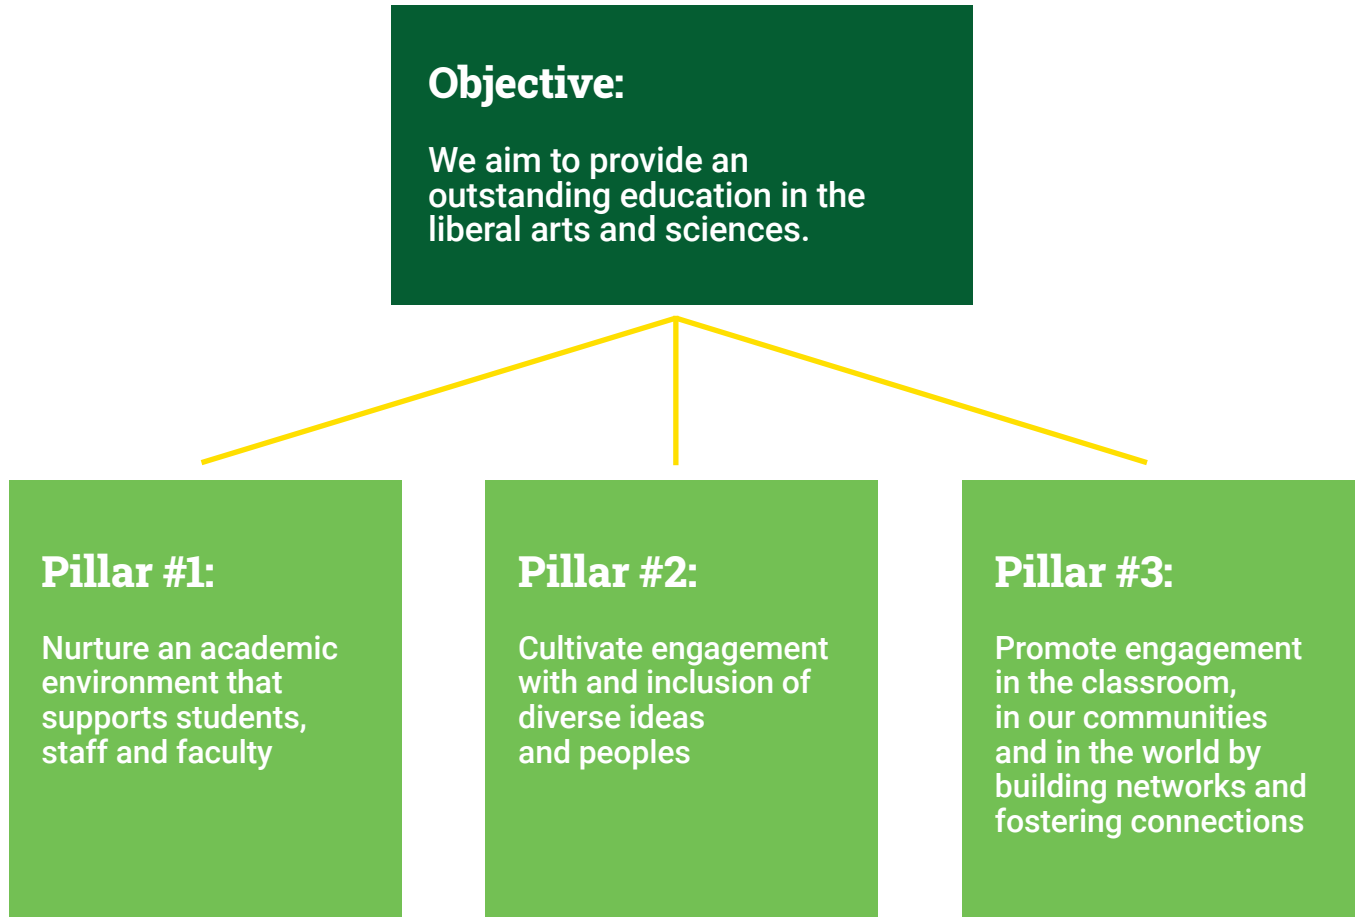 Objective:
We aim to provide an
outstanding education in the
liberal arts and sciences.
Pillar #1:
Nurture an academic
environment that
supports students,
staff and faculty
Pillar #2:
Cultivate engagement
with and inclusion of
diverse ideas
and peoples
Pillar #3:
Promote engagement
in the classroom,
in our communities
and in the world by
building networks and
fostering connections